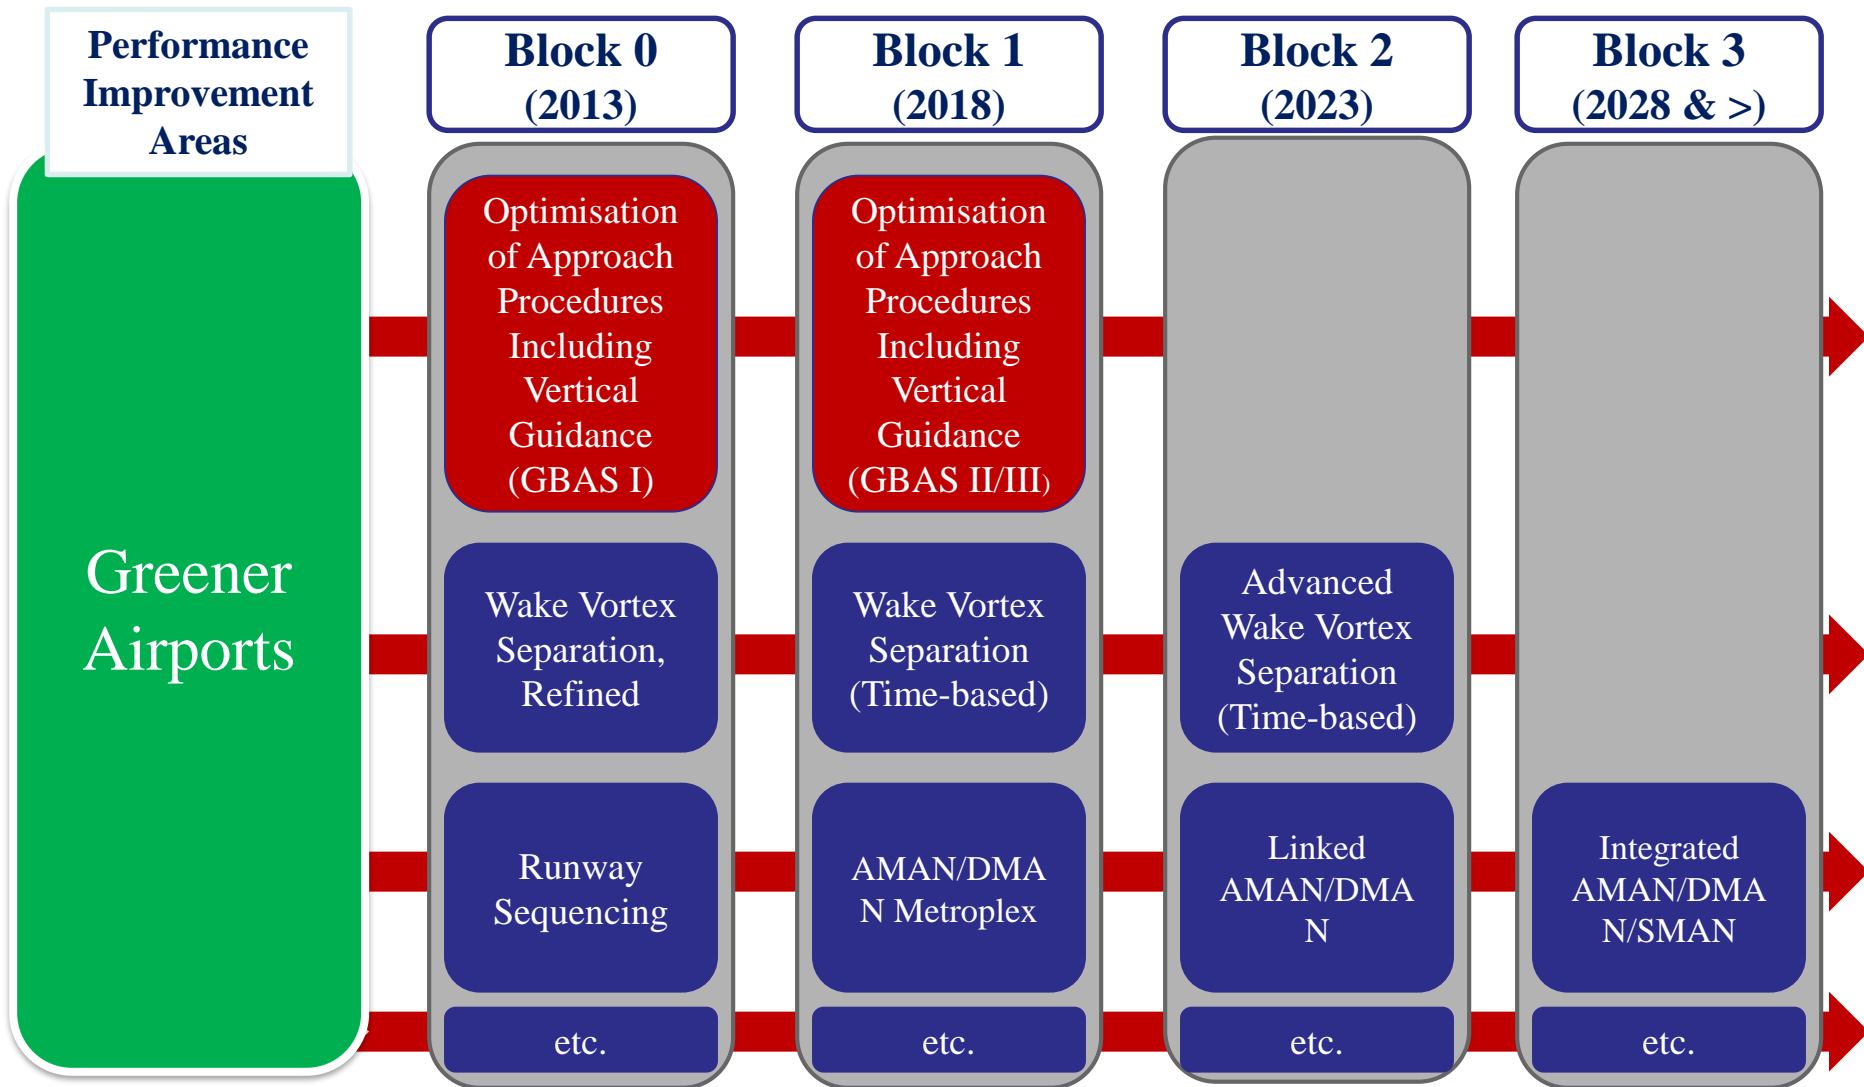 Performance
Improvement
Areas
Block 0
(2013)
Block 1
(2018)
Block 2
(2023)
Block 3
(2028 & >)
Greener
Airports
Optimisation
of Approach
Procedures
Including
Vertical
Guidance
(GBAS I)
Optimisation
of Approach
Procedures
Including
Vertical
Guidance
(GBAS II/III)
Wake Vortex
Separation,
Refined
Wake Vortex
Separation
(Time-based)
Advanced
Wake Vortex
Separation
(Time-based)
Runway
Sequencing
AMAN/DMA
N Metroplex
Linked
AMAN/DMA
N
Integrated
AMAN/DMA
N/SMAN
etc.
etc.
etc.
etc.